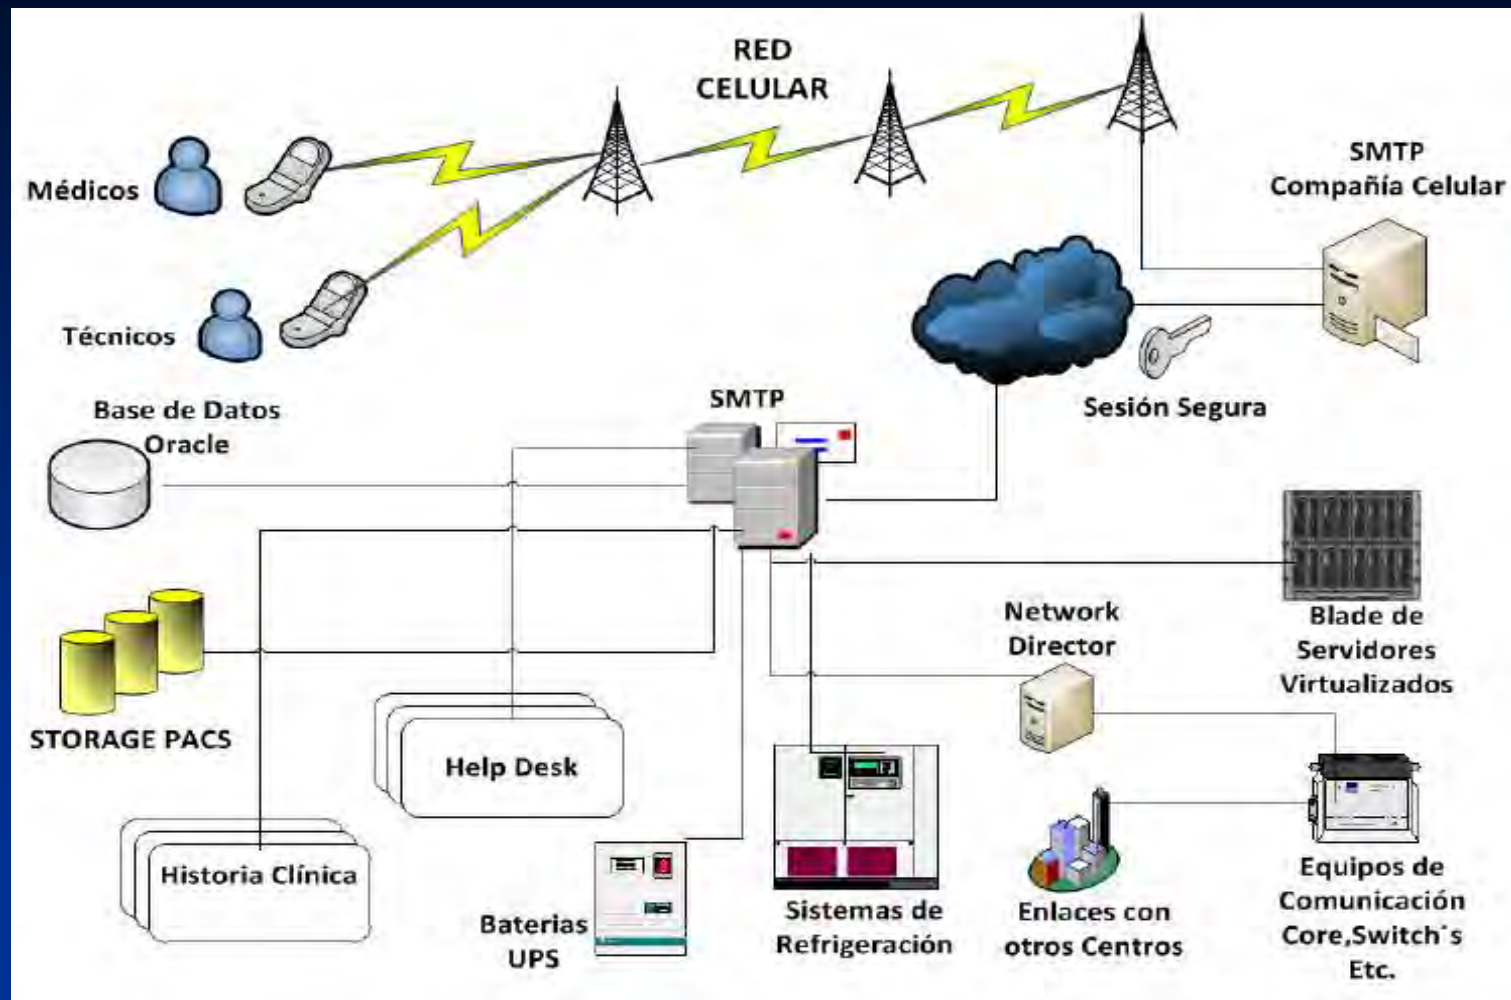 RED
CELULAR
SMTP
Compañía Celular
Médicos
Técnicos
Sesión Segura
SMTP
Base de Datos
Oracle
STORAGE PACS
Help Desk
Historia Clínica
Baterias
UPS
Sistemas de
Refrigeración
Network
Director
Blade de
Servidores
Virtualizados
Enlaces con
otros Centros
Equipos de
Comunicación
Core,Switch´s
Etc.